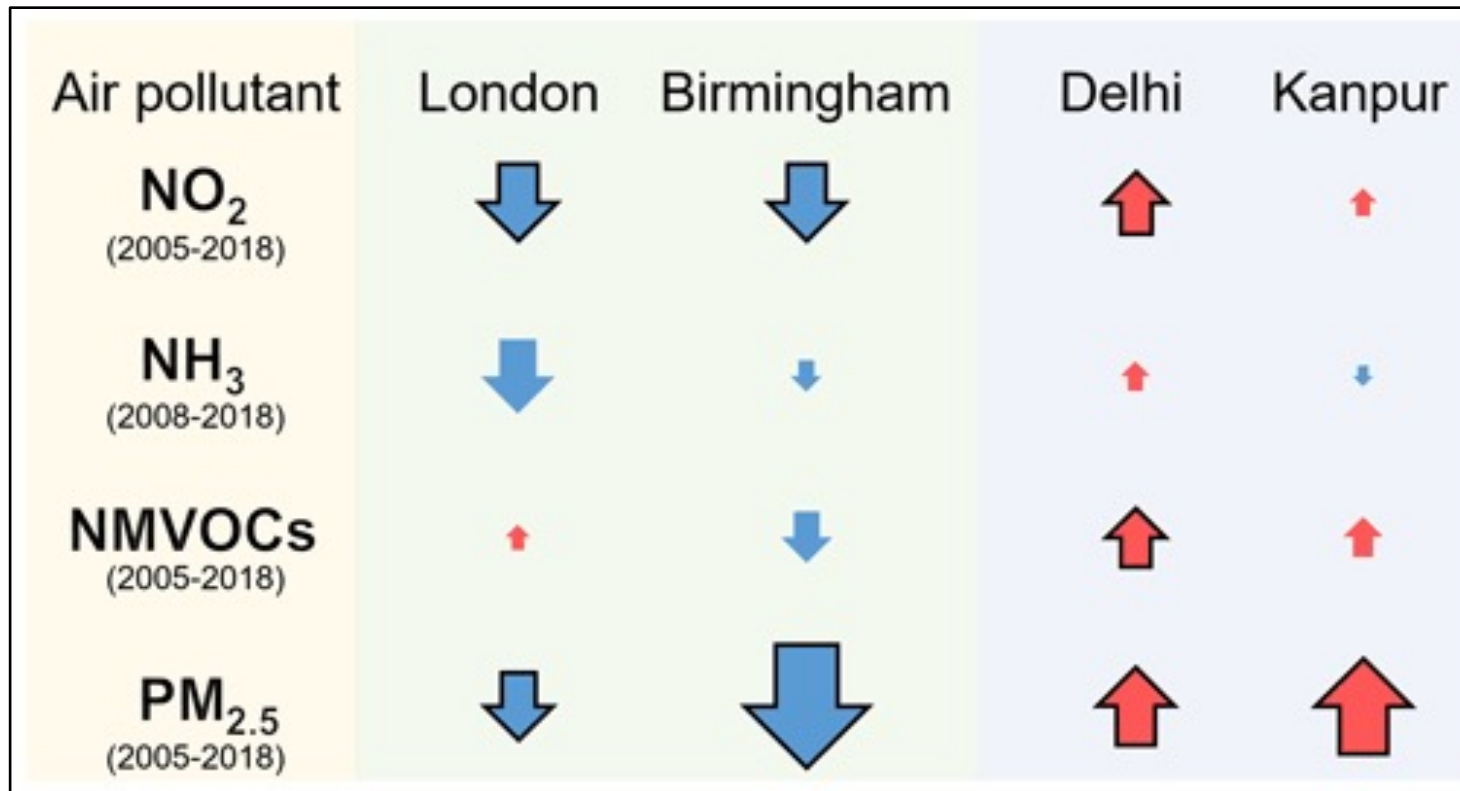 Air pollutant London Birmingham Delhi Kanpur
NO₂
(2005-2018)
NH₃
(2008-2018)
NMVOCs
(2005-2018)
PM₂.₅
(2005-2018)